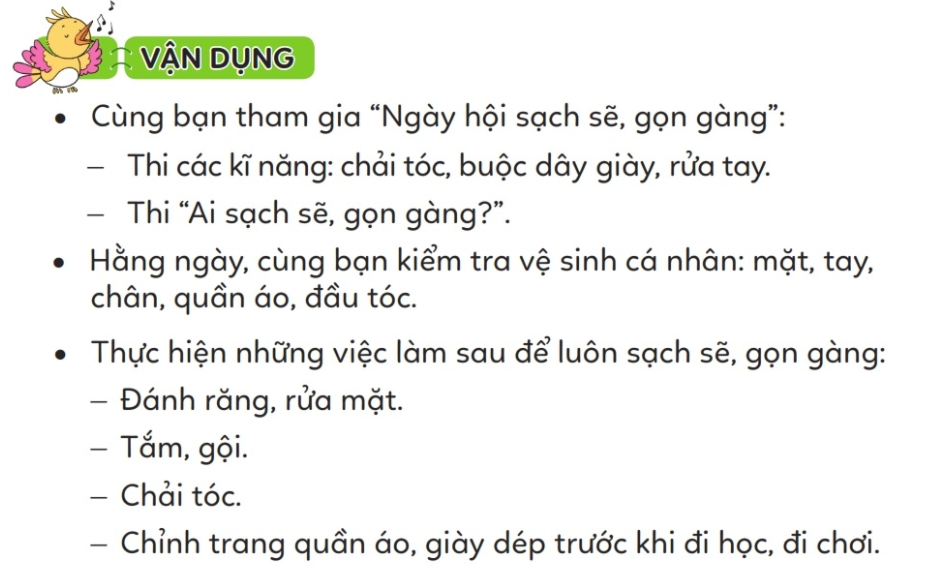 VẬN DỤNG
• Cùng bạn tham gia “Ngày hội sạch sẽ, gọn gàng”:
– Thi các kĩ năng: chải tóc, buộc dây giày, rửa tay.
– Thi “Ai sạch sẽ, gọn gàng?”.
• Hằng ngày, cùng bạn kiểm tra vệ sinh cá nhân: mặt, tay,
chân, quần áo, đầu tóc.
• Thực hiện những việc làm sau để luôn sạch sẽ, gọn gàng:
– Đánh răng, rửa mặt.
– Tắm, gội.
– Chải tóc.
– Chỉnh trang quần áo, giày dép trước khi đi học, đi chơi.